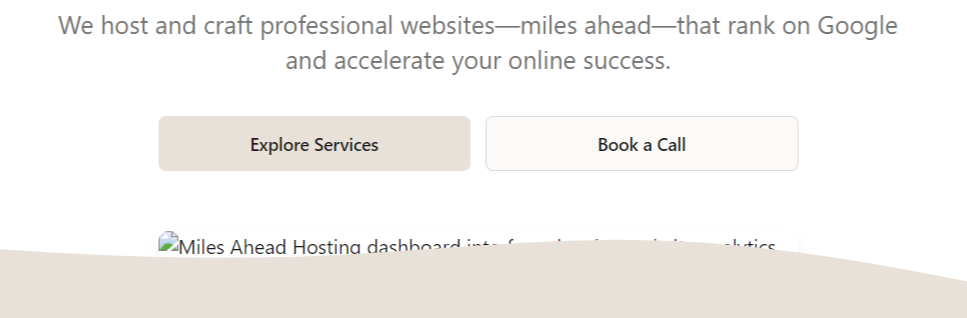 We host and craft professional websites—miles ahead—that rank on Google
and accelerate your online success.
Explore Services
Book a Call
Miles Ahead Hosting dashboard